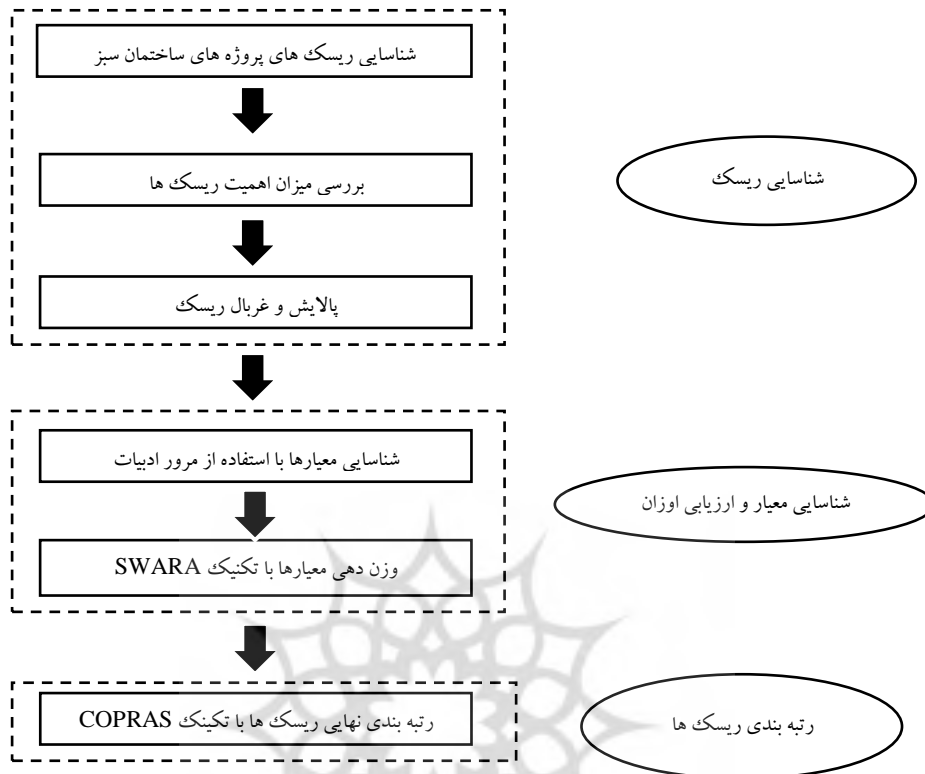 شناسایی ریسک های پروژه های ساختمان سبز
بررسی میزان اهمیت ریسک ها
شناسایی ریسک
پالایش و غربال ریسک
شناسایی معیارها با استفاده از مرور ادبیات
شناسایی معیار و ارزیابی اوزان
وزن دهی معیارها با تکنیک SWARA
رتبه بندی نهایی ریسک ها با تکینک COPRAS
رتبه بندی ریسک ها